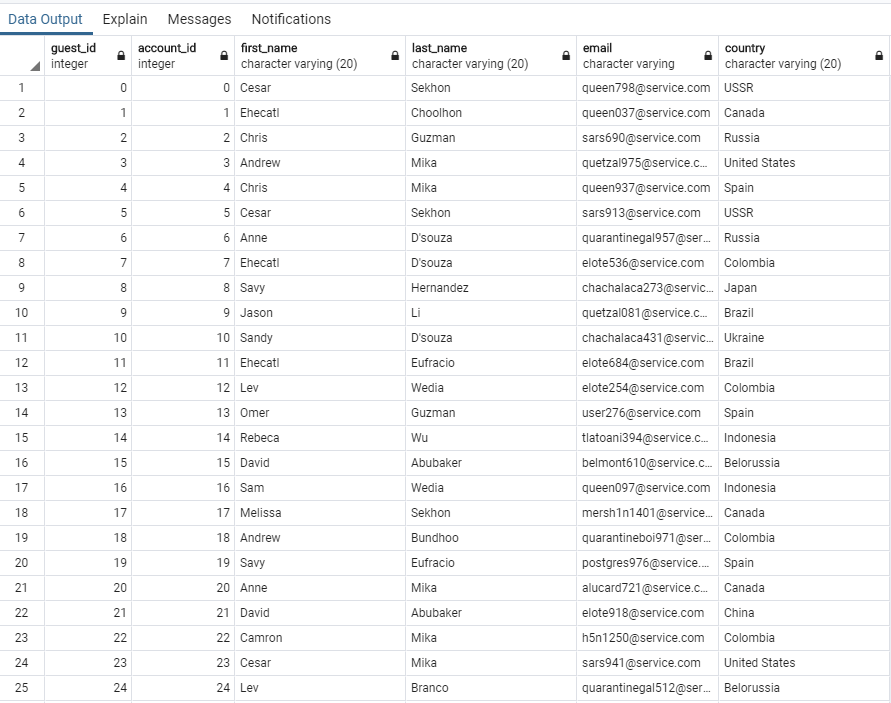 Data Output Explain Messages Notifications
guest_id account_id first_name last_name email country
integer integer character varying (20) character varying (20) character varying character varying (20)
1 0 0 Cesar Sekhon queen798@service.com USSR
2 1 1 Ehecatl Choolhon queen037@service.com Canada
3 2 2 Chris Guzman sars690@service.com Russia
4 3 3 Andrew Mika quetzal975@service.c... United States
5 4 4 Chris Mika queen937@service.com Spain
6 5 5 Cesar Sekhon sars913@service.com USSR
7 6 6 Anne D'souza quarantinegal957@ser... Russia
8 7 7 Ehecatl D'souza elote536@service.com Colombia
9 8 8 Savy Hernandez chachalaca273@servic... Japan
10 9 9 Jason Li quetzal081@service.c... Brazil
11 10 10 Sandy D'souza chachalaca431@servic... Ukraine
12 11 11 Ehecatl Eufracio elote684@service.com Brazil
13 12 12 Lev Wedia elote254@service.com Colombia
14 13 13 Omer Guzman user276@service.com Spain
15 14 14 Rebeca Wu tlatoani394@service.c... Indonesia
16 15 15 David Abubaker belmont610@service.c... Belorussia
17 16 16 Sam Wedia queen097@service.com Indonesia
18 17 17 Melissa Sekhon mersh1n1401@service... Canada
19 18 18 Andrew Bundhoo quarantineboi971@ser... Colombia
20 19 19 Savy Eufracio postgres976@service.... Spain
21 20 20 Anne Mika alucard721@service.c... Canada
22 21 21 David Abubaker elote918@service.com China
23 22 22 Camron Mika h5n1250@service.com Colombia
24 23 23 Cesar Mika sars941@service.com United States
25 24 24 Lev Branco quarantinegal512@ser... Belorussia